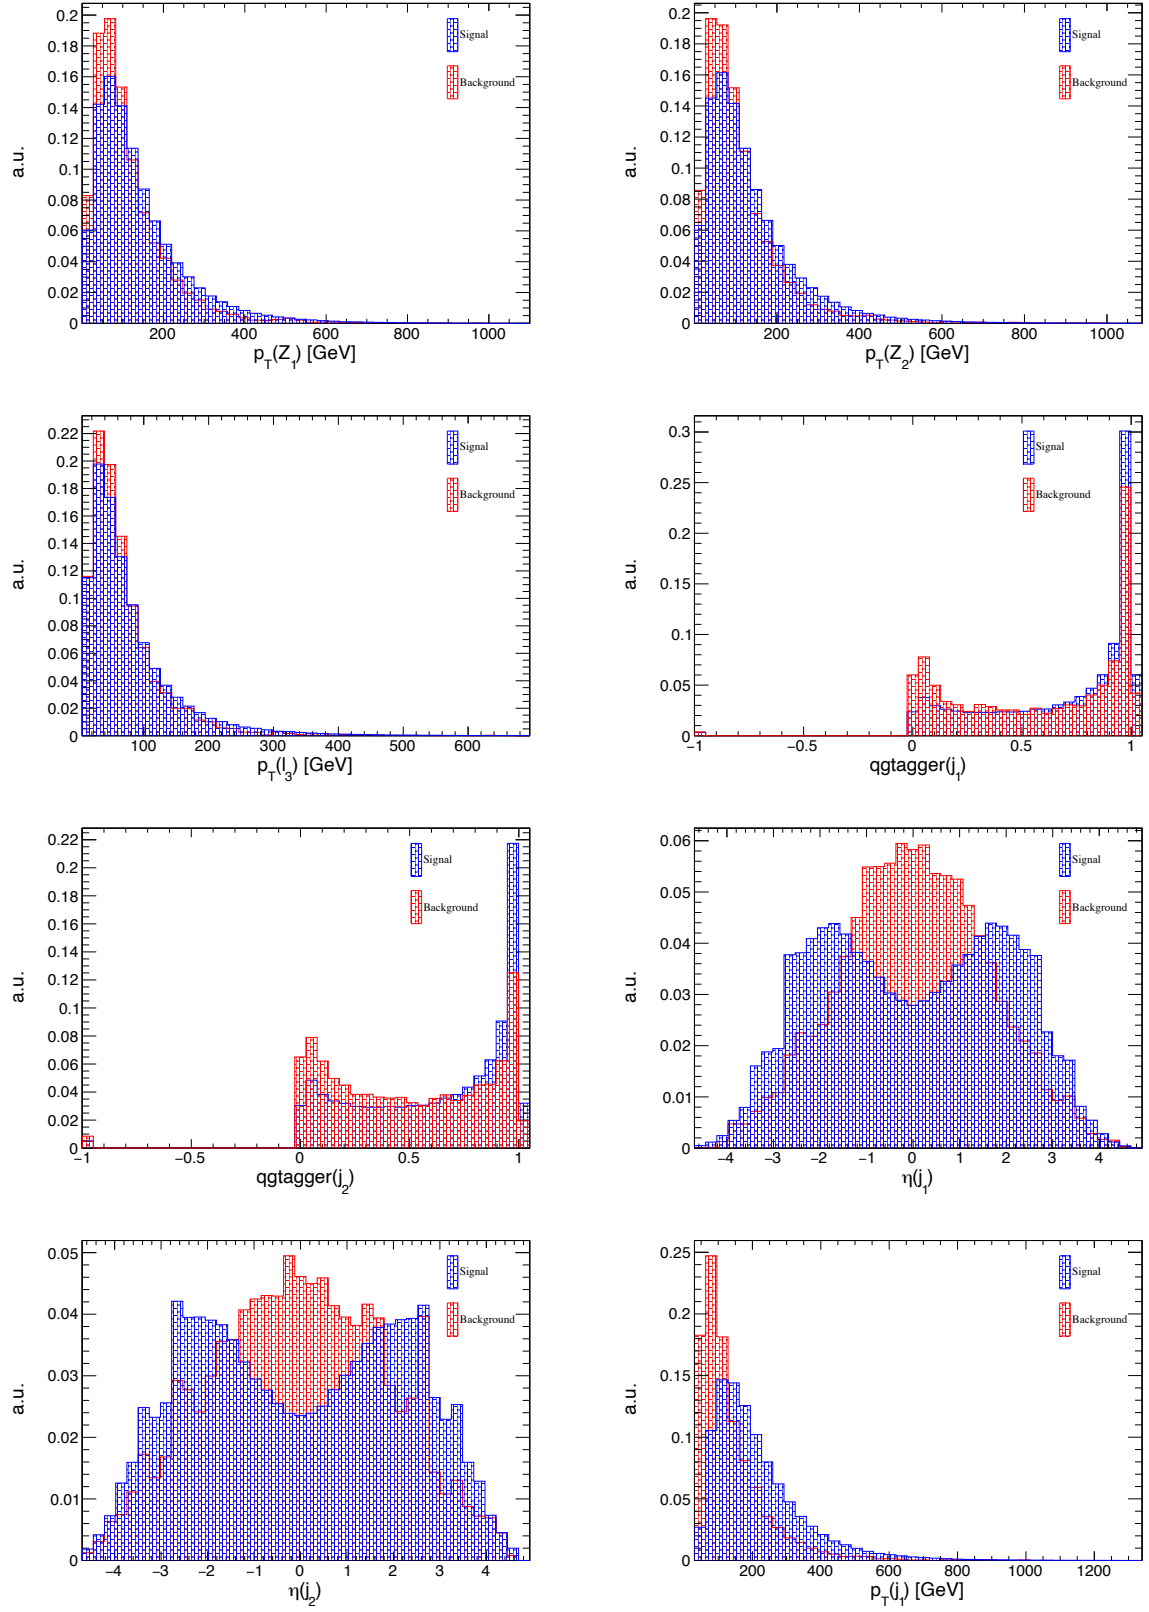 0.2
0.18
0.16
0.14
0.12
0.1
0.08
0.06
0.04
0.02
0
a.u.
Signal
Background
200 400 600 800 1000
p_T(Z_1) [GeV]
0.2
0.18
0.16
0.14
0.12
0.1
0.08
0.06
0.04
0.02
0
a.u.
Signal
Background
200 400 600 800 1000
p_T(Z_2) [GeV]
0.22
0.2
0.18
0.16
0.14
0.12
0.1
0.08
0.06
0.04
0.02
0
a.u.
Signal
Background
100 200 300 400 500 600
p_T(l_3) [GeV]
0.3
0.25
0.2
0.15
0.1
0.05
0
a.u.
Signal
Background
−1 −0.5 0 0.5 1
qgtagger(j_1)
0.22
0.2
0.18
0.16
0.14
0.12
0.1
0.08
0.06
0.04
0.02
0
a.u.
Signal
Background
−1 −0.5 0 0.5 1
qgtagger(j_2)
0.06
0.05
0.04
0.03
0.02
0.01
0
a.u.
Signal
Background
−4 −3 −2 −1 0 1 2 3 4
η(j_1)
0.05
0.04
0.03
0.02
0.01
0
a.u.
Signal
Background
−4 −3 −2 −1 0 1 2 3 4
η(j_2)
0.25
0.2
0.15
0.1
0.05
0
a.u.
Signal
Background
200 400 600 800 1000 1200
p_T(j_1) [GeV]